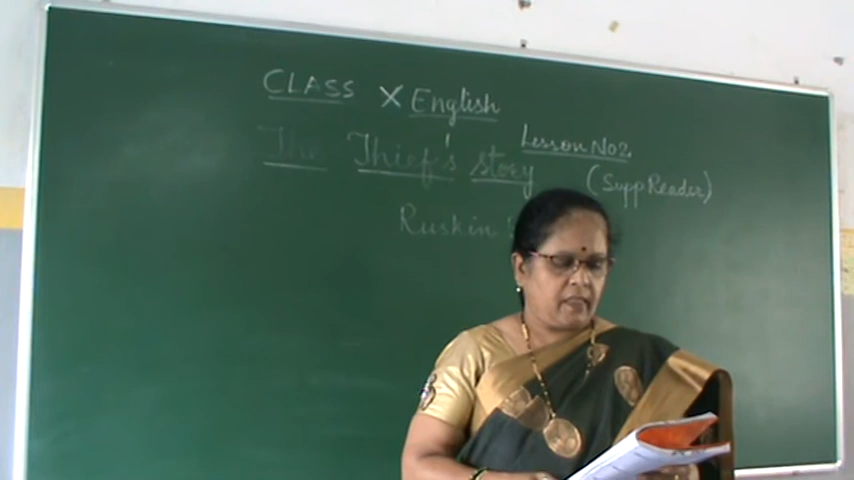 CLASS X English
Lesson No 2.
The Thief's story
(Supp Reader)
Ruskin